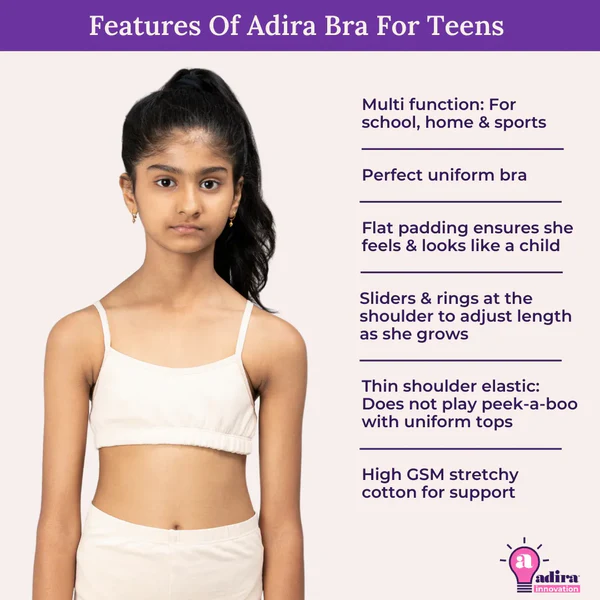 Features Of Adira Bra For Teens
Multi function: For
school, home & sports
Perfect uniform bra
Flat padding ensures she
feels & looks like a child
Sliders & rings at the
shoulder to adjust length
as she grows
Thin shoulder elastic:
Does not play peek-a-boo
with uniform tops
High GSM stretchy
cotton for support
a
adira
innovation